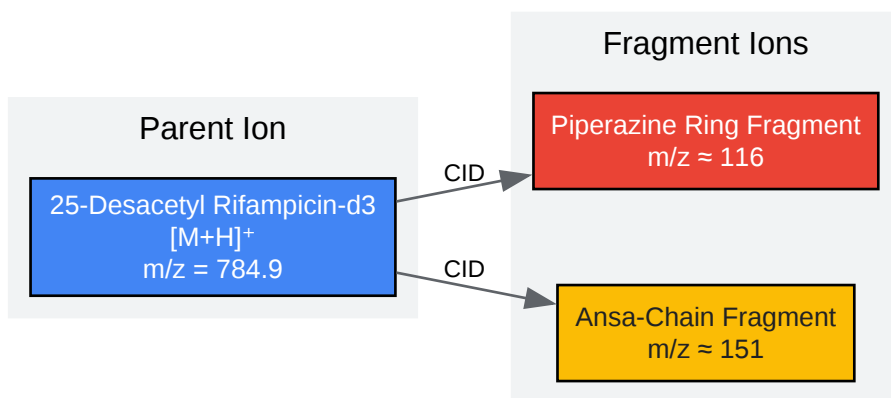 Fragment Ions
Parent Ion
Piperazine Ring Fragment
m/z ≈ 116
CID
25-Desacetyl Rifampicin-d3
[M+H]⁺
m/z = 784.9
CID
Ansa-Chain Fragment
m/z ≈ 151